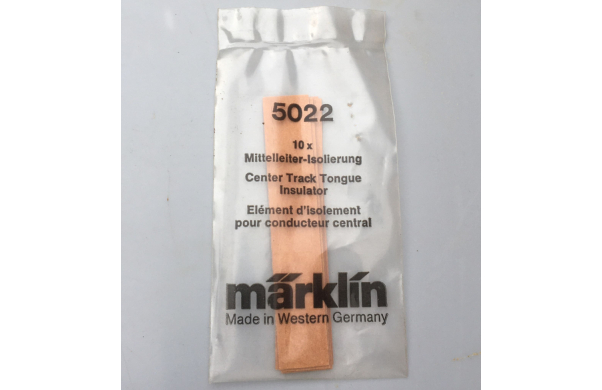 5022
10 x
Mittelleiter-Isolierung
Center Track Tongue
Insulator
Elément d'isolement
pour conducteur central
märklin
Made in Western Germany